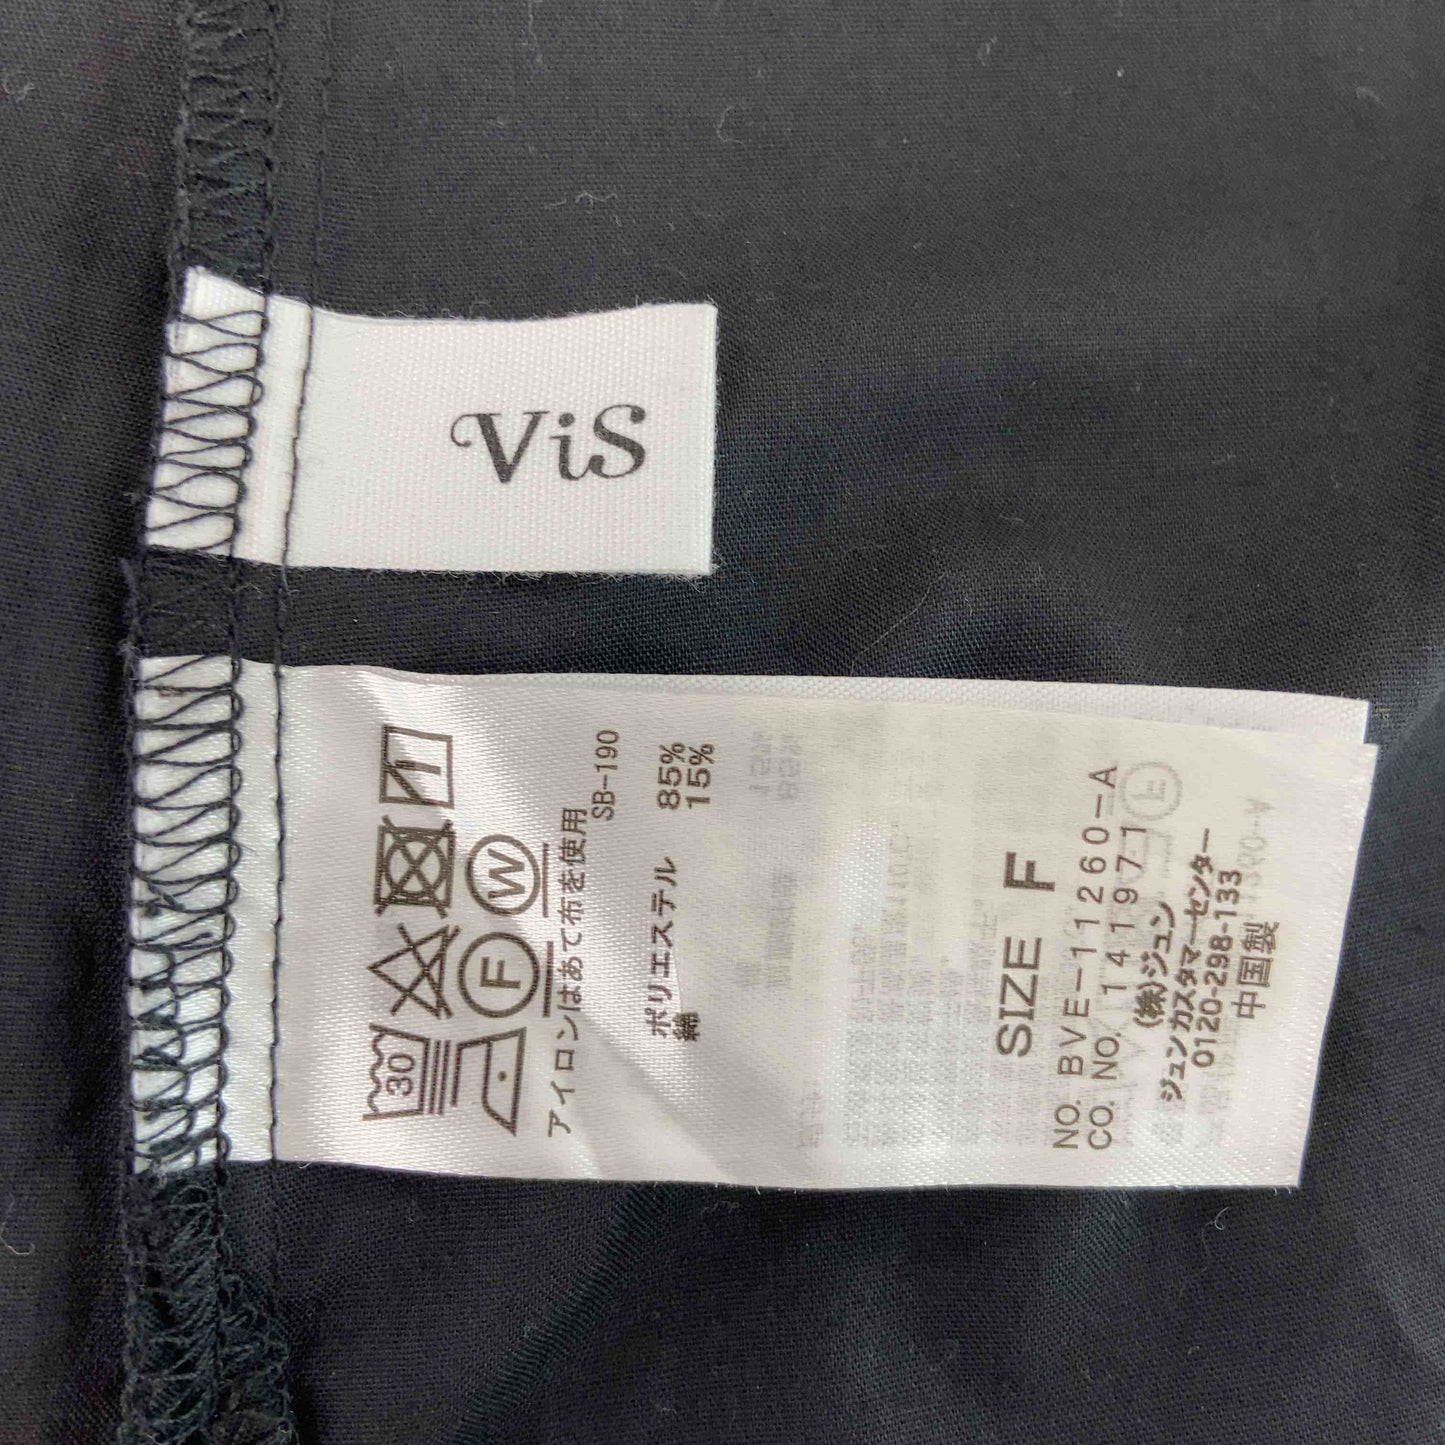 ViS
30
F
W
アイロンはあて布を使用
SB-190
ポリエステル 85%
綿 15%
SIZE F
NO. BVE-11260-A
CO. NO. 141971
(株)ジュン
ジュンカスタマーセンター
0120-298-133
中国製